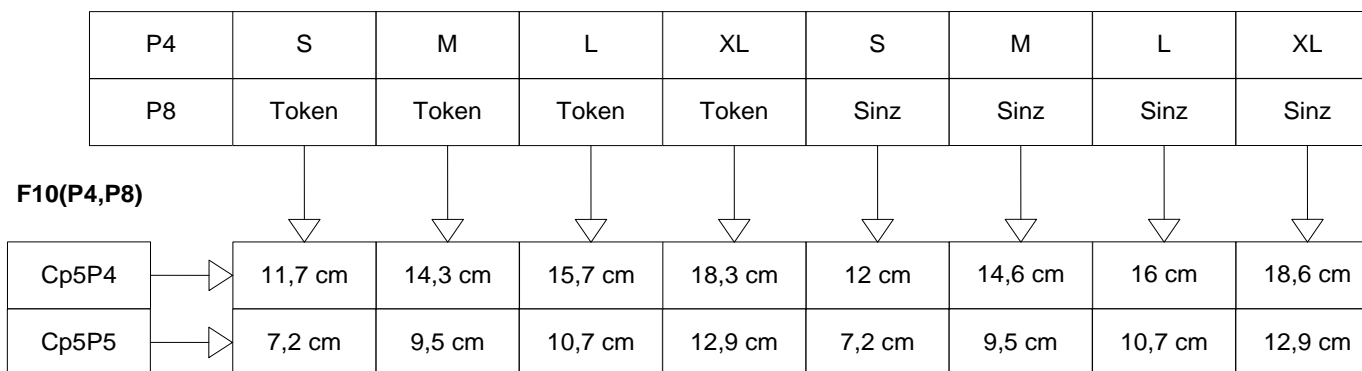 P4 S M L XL S M L XL
P8 Token Token Token Token Sinz Sinz Sinz Sinz
F10(P4,P8)
Cp5P4 11,7 cm 14,3 cm 15,7 cm 18,3 cm 12 cm 14,6 cm 16 cm 18,6 cm
Cp5P5 7,2 cm 9,5 cm 10,7 cm 12,9 cm 7,2 cm 9,5 cm 10,7 cm 12,9 cm